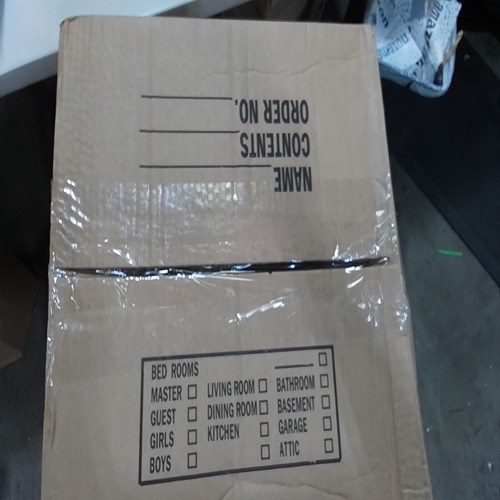 NAME
CONTENTS
ORDER NO.
BED ROOMS
MASTER
GUEST
GIRLS
BOYS
LIVING ROOM
DINING ROOM
KITCHEN
BATHROOM
BASEMENT
GARAGE
ATTIC